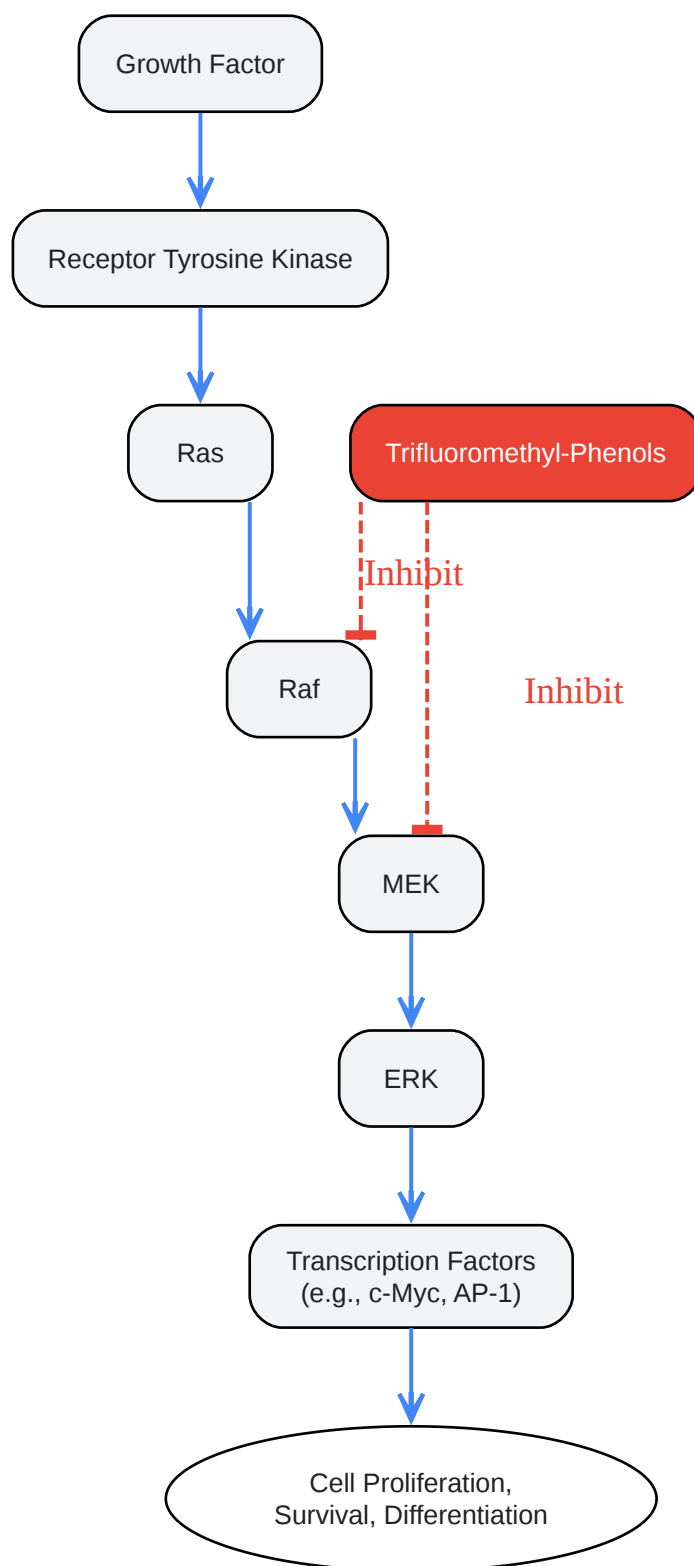 Growth Factor
Receptor Tyrosine Kinase
Ras
Trifluoromethyl-Phenols
Inhibit
Raf
Inhibit
MEK
ERK
Transcription Factors
(e.g., c-Myc, AP-1)
Cell Proliferation,
Survival, Differentiation